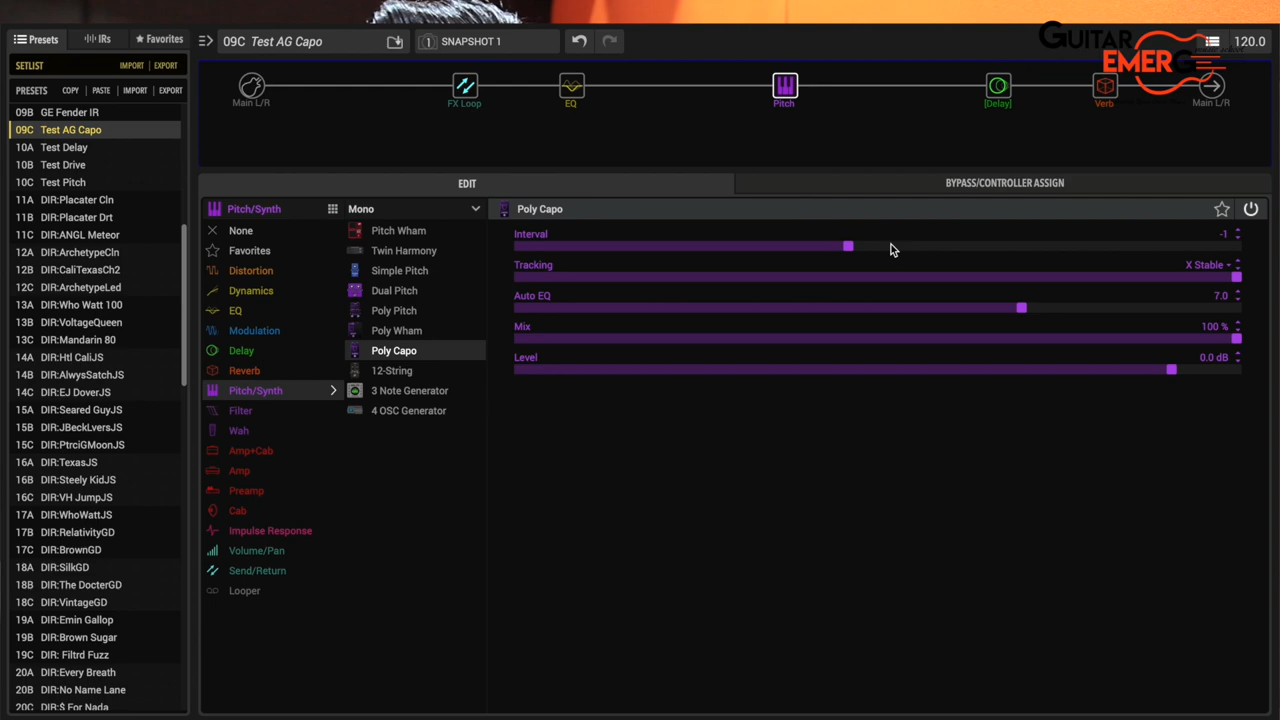 Presets
IRs
Favorites
SETLIST
IMPORT
EXPORT
PRESETS
COPY
PASTE
IMPORT
EXPORT
09B GE Fender IR
09C Test AG Capo
10A Test Delay
10B Test Drive
10C Test Pitch
11A DIR:Placater Cln
11B DIR:Placater Drt
11C DIR:ANGL Meteor
12A DIR:ArchetypeCln
12B DIR:CaliTexasCh2
12C DIR:ArchetypeLed
13A DIR:Who Watt 100
13B DIR:VoltageQueen
13C DIR:Mandarin 80
14A DIR:Htl CaliJS
14B DIR:AlwysSatchJS
14C DIR:EJ DoverJS
15A DIR:Seared GuyJS
15B DIR:JBeckLversJS
15C DIR:PtrciGMoonJS
16A DIR:TexasJS
16B DIR:Steely KidJS
16C DIR:VH JumpJS
17A DIR:WhoWattJS
17B DIR:RelativityGD
17C DIR:BrownGD
18A DIR:SilkGD
18B DIR:The DocterGD
18C DIR:VintageGD
19A DIR:Emin Gallop
19B DIR:Brown Sugar
19C DIR: Filtrd Fuzz
20A DIR:Every Breath
20B DIR:No Name Lane
20C DIR:$ For Nada
09C Test AG Capo
1 SNAPSHOT 1
120.0
GUITAR
EMERGE
Main L/R
FX Loop
EQ
Pitch
[Delay]
Verb
Main L/R
EDIT
BYPASS/CONTROLLER ASSIGN
Pitch/Synth
None
Favorites
Distortion
Dynamics
EQ
Modulation
Delay
Reverb
Pitch/Synth
Filter
Wah
Amp+Cab
Amp
Preamp
Cab
Impulse Response
Volume/Pan
Send/Return
Looper
Mono
Pitch Wham
Twin Harmony
Simple Pitch
Dual Pitch
Poly Pitch
Poly Wham
Poly Capo
12-String
3 Note Generator
4 OSC Generator
Poly Capo
Interval -1
Tracking X Stable
Auto EQ 7.0
Mix 100 %
Level 0.0 dB